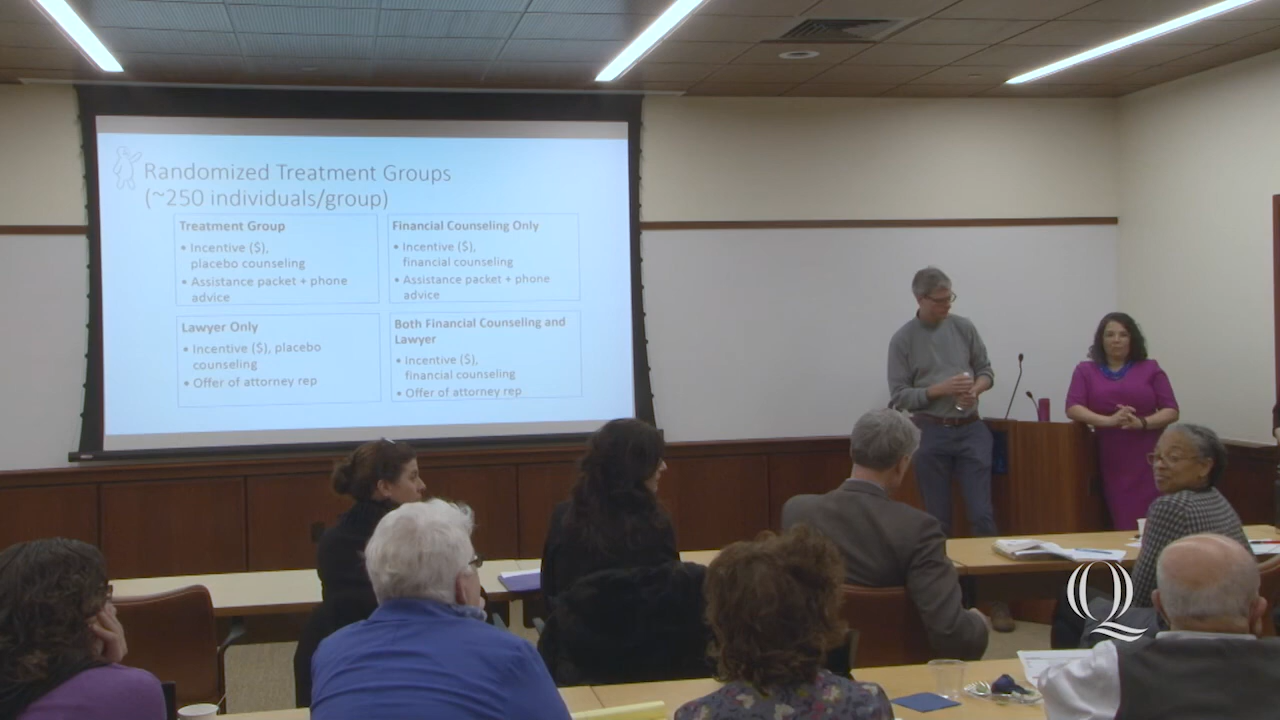 Randomized Treatment Groups
(~250 individuals/group)
Treatment Group
• Incentive ($),
placebo counseling
• Assistance packet + phone
advice
Financial Counseling Only
• Incentive ($),
financial counseling
• Assistance packet + phone
advice
Lawyer Only
• Incentive ($), placebo
counseling
• Offer of attorney rep
Both Financial Counseling and
Lawyer
• Incentive ($),
financial counseling
• Offer of attorney rep
Q